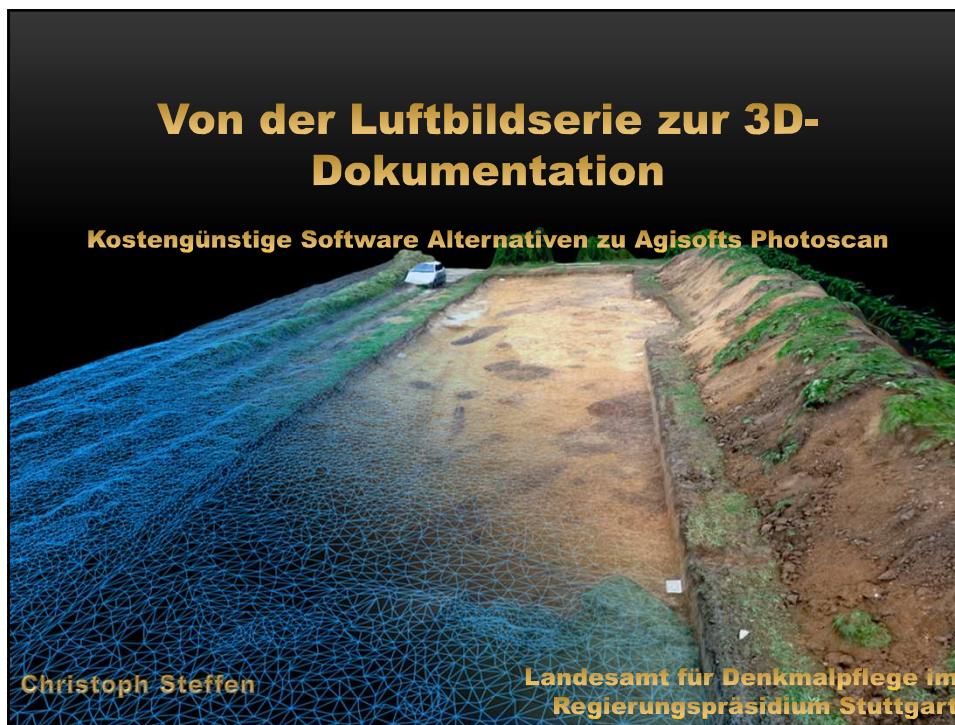 Von der Luftbildserie zur 3D-
Dokumentation
Kostengünstige Software Alternativen zu Agisofts Photoscan
Christoph Steffen
Landesamt für Denkmalpflege im
Regierungspräsidium Stuttgart